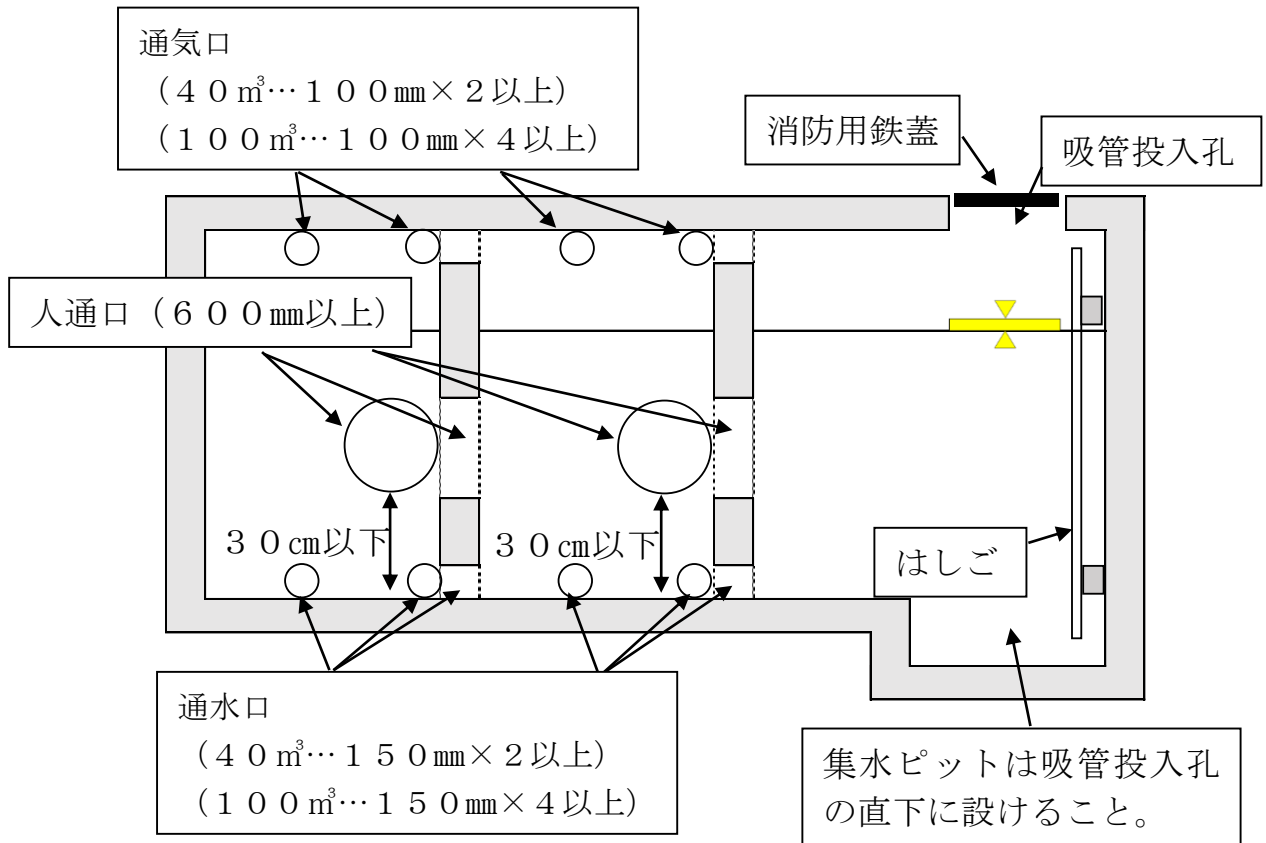 通気口
（４０㎥…１００㎜×２以上）
（１００㎥…１００㎜×４以上）
消防用鉄蓋
吸管投入孔
人通口（６００㎜以上）
３０㎝以下
３０㎝以下
はしご
通水口
（４０㎥…１５０㎜×２以上）
（１００㎥…１５０㎜×４以上）
集水ピットは吸管投入孔
の直下に設けること。